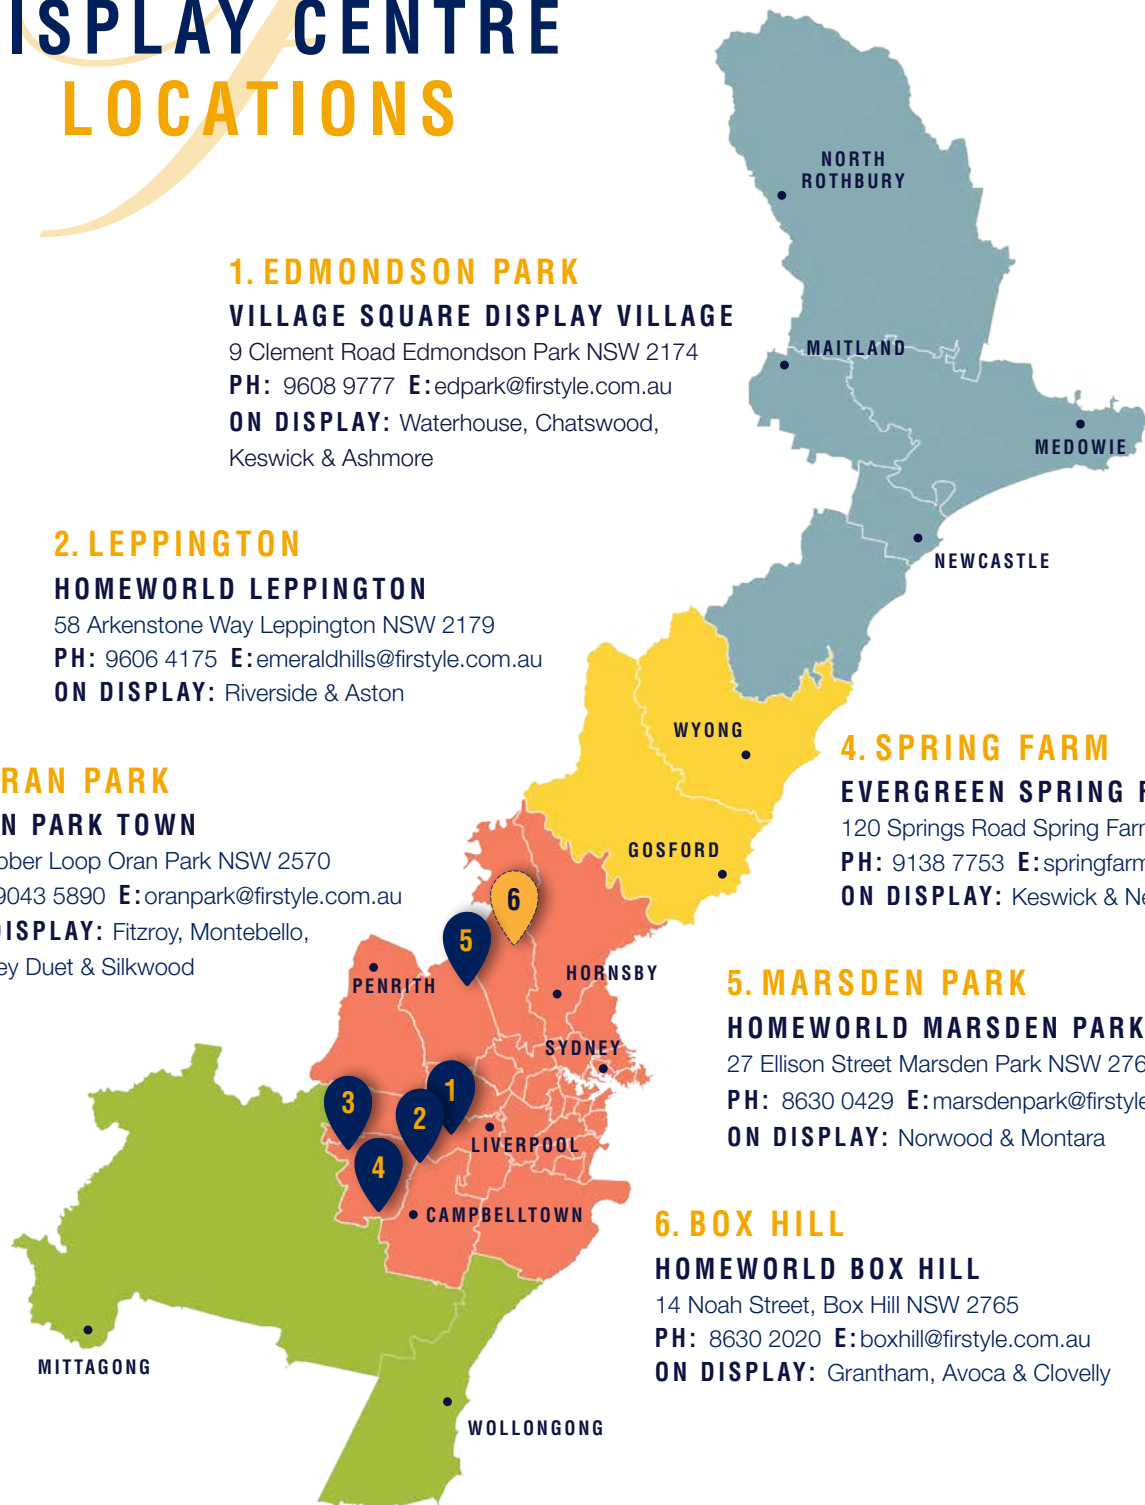 ISPLAY CENTRE
LOCATIONS
1. EDMONDSON PARK
VILLAGE SQUARE DISPLAY VILLAGE
9 Clement Road Edmondson Park NSW 2174
PH: 9608 9777 E: edpark@firstyle.com.au
ON DISPLAY: Waterhouse, Chatswood,
Keswick & Ashmore
2. LEPPINGTON
HOMEWORLD LEPPINGTON
58 Arkenstone Way Leppington NSW 2179
PH: 9606 4175 E: emeraldhills@firstyle.com.au
ON DISPLAY: Riverside & Aston
RAN PARK
N PARK TOWN
Loop Oran Park NSW 2570
9043 5890 E: oranpark@firstyle.com.au
DISPLAY: Fitzroy, Montebello,
ey Duet & Silkwood
4. SPRING FARM
EVERGREEN SPRING
120 Springs Road Spring Farm
PH: 9138 7753 E: springfarm
ON DISPLAY: Keswick & Ne
5. MARSDEN PARK
HOMEWORLD MARSDEN PARK
27 Ellison Street Marsden Park NSW 276
PH: 8630 0429 E: marsdenpark@firstyle
ON DISPLAY: Norwood & Montara
6. BOX HILL
HOMEWORLD BOX HILL
14 Noah Street, Box Hill NSW 2765
PH: 8630 2020 E: boxhill@firstyle.com.au
ON DISPLAY: Grantham, Avoca & Clovelly
NORTH
ROTHBURY
MAITLAND
MEDOWIE
NEWCASTLE
WYONG
GOSFORD
6
5
HORNSBY
PENRITH
SYDNEY
1
3
2
LIVERPOOL
4
CAMPBELLTOWN
MITTAGONG
WOLLONGONG